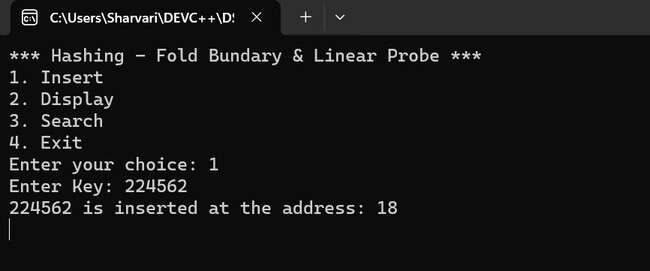 C:\Users\Sharvari\DEVC++\DS
*** Hashing - Fold Bundary & Linear Probe ***
1. Insert
2. Display
3. Search
4. Exit
Enter your choice: 1
Enter Key: 224562
224562 is inserted at the address: 18